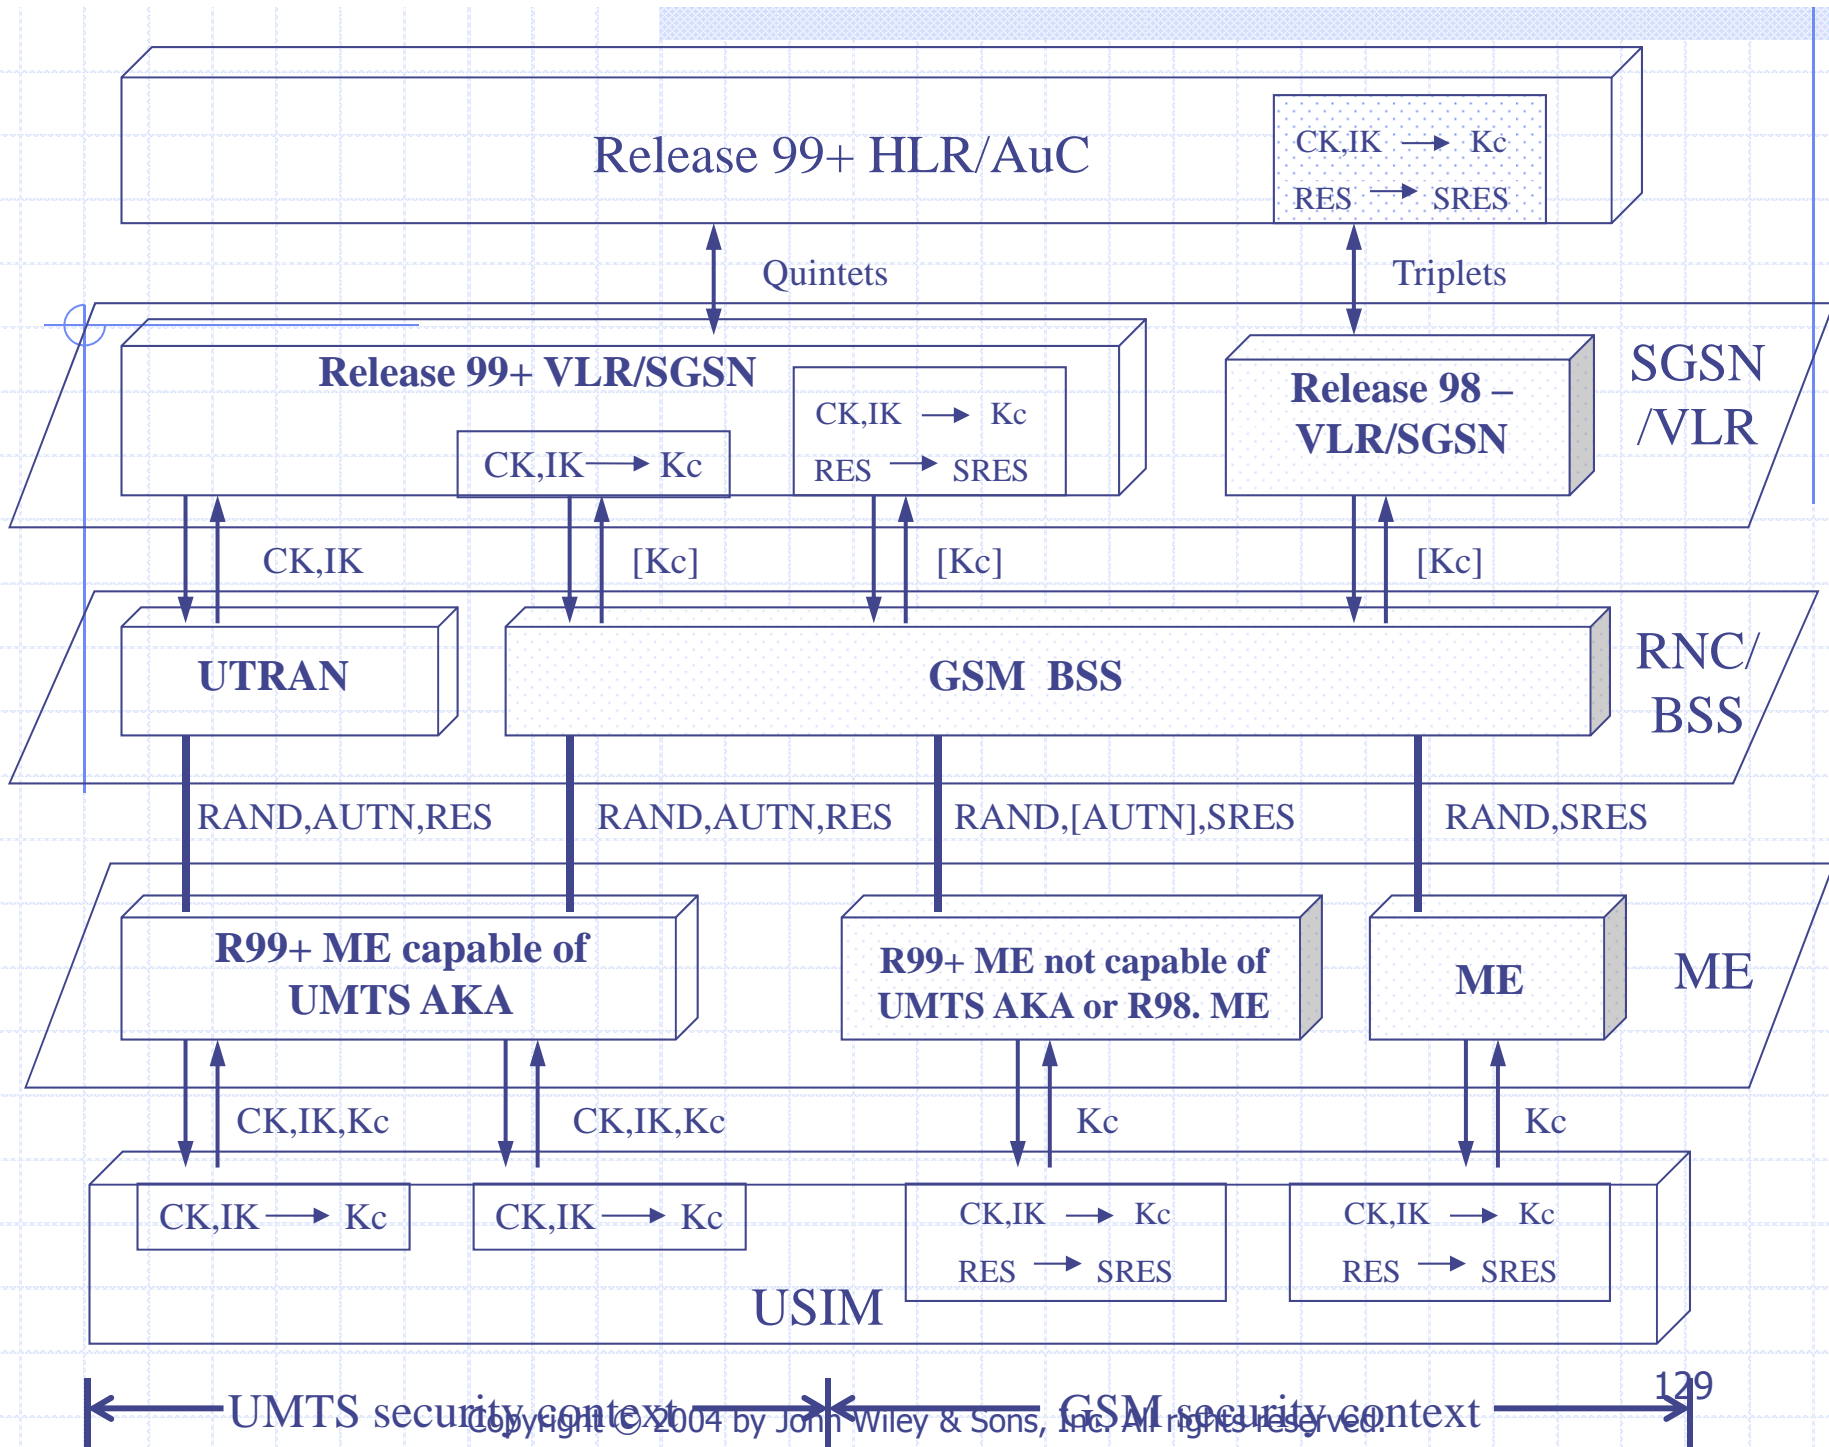 Release 99+ HLR/AuC
CK,IK Kc
RES SRES
Quintets
Triplets
Release 99+ VLR/SGSN
CK,IK Kc
CK,IK Kc
RES SRES
Release 98 –
VLR/SGSN
SGSN
/VLR
CK,IK
[Kc]
[Kc]
[Kc]
UTRAN
GSM BSS
RNC/
BSS
RAND,AUTN,RES
RAND,AUTN,RES
RAND,[AUTN],SRES
RAND,SRES
R99+ ME capable of
UMTS AKA
R99+ ME not capable of
UMTS AKA or R98. ME
ME
ME
CK,IK,Kc
CK,IK,Kc
Kc
Kc
CK,IK Kc
CK,IK Kc
CK,IK Kc
RES SRES
CK,IK Kc
RES SRES
USIM
129
UMTS security context
GSM security context
Copyright © 2004 by John Wiley & Sons, Inc. All rights reserved.